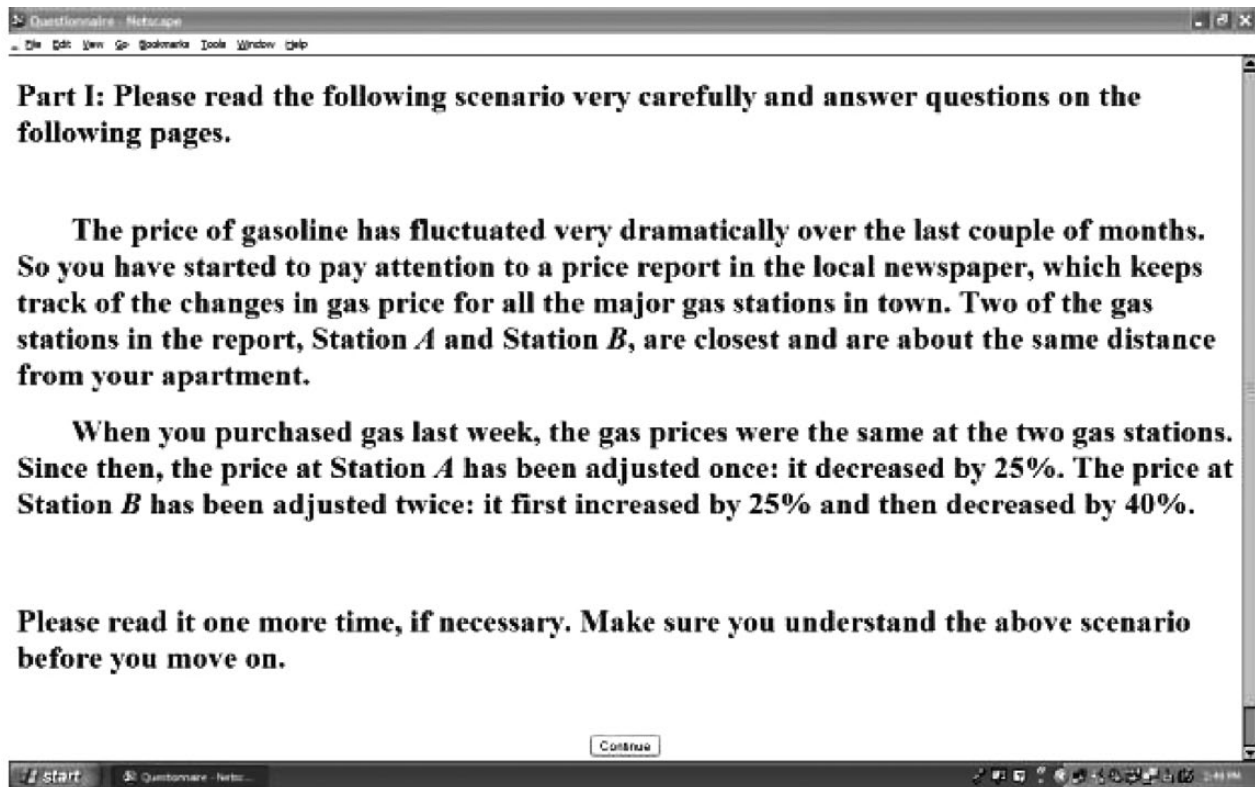 Questionnaire - Netscape
File Edit View Go Bookmarks Tools Window Help
Part I: Please read the following scenario very carefully and answer questions on the
following pages.
The price of gasoline has fluctuated very dramatically over the last couple of months.
So you have started to pay attention to a price report in the local newspaper, which keeps
track of the changes in gas price for all the major gas stations in town. Two of the gas
stations in the report, Station A and Station B, are closest and are about the same distance
from your apartment.
When you purchased gas last week, the gas prices were the same at the two gas stations.
Since then, the price at Station A has been adjusted once: it decreased by 25%. The price at
Station B has been adjusted twice: it first increased by 25% and then decreased by 40%.
Please read it one more time, if necessary. Make sure you understand the above scenario
before you move on.
Continue
start Questionnaire - Netsc...